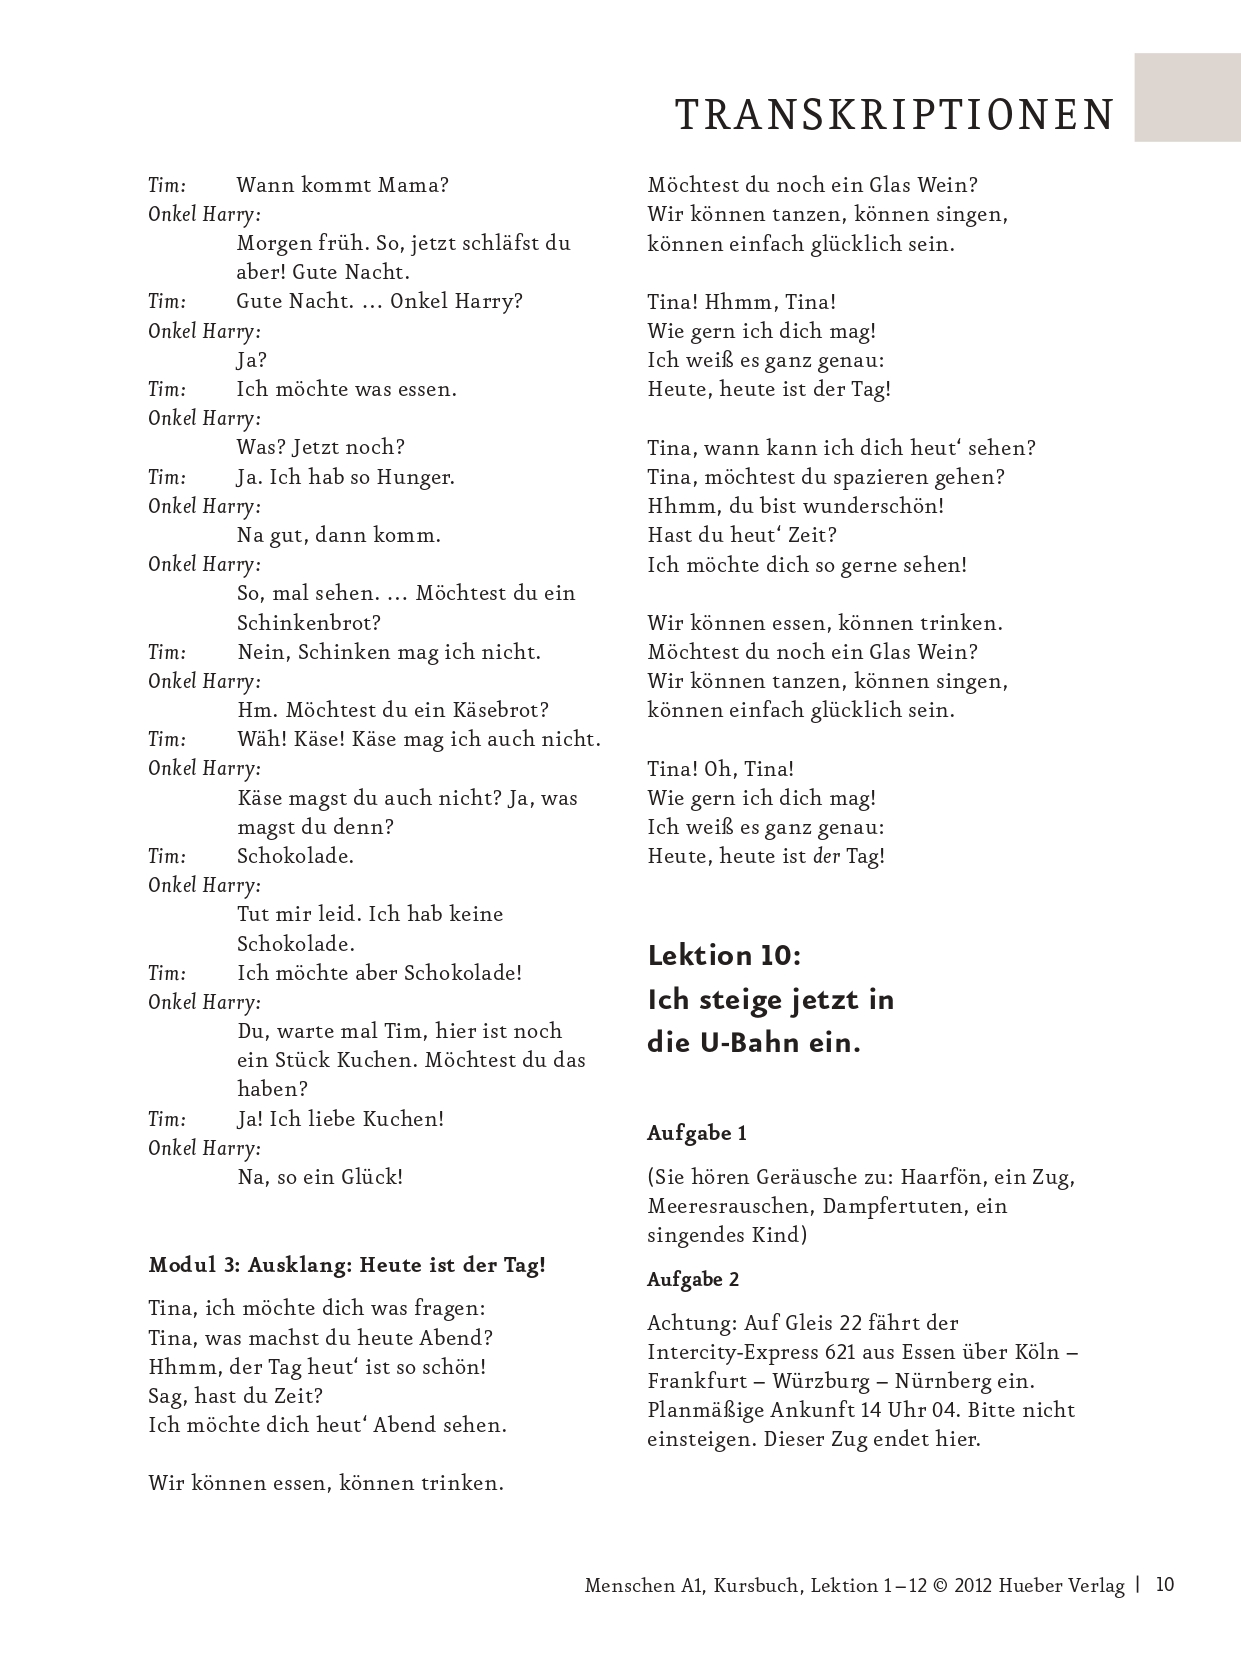 TRANSKRIPTIONEN
Tim: Wann kommt Mama?
Onkel Harry:
Morgen früh. So, jetzt schläfst du
aber! Gute Nacht.
Tim: Gute Nacht. … Onkel Harry?
Onkel Harry:
Ja?
Tim: Ich möchte was essen.
Onkel Harry:
Was? Jetzt noch?
Tim: Ja. Ich hab so Hunger.
Onkel Harry:
Na gut, dann komm.
Onkel Harry:
So, mal sehen. … Möchtest du ein
Schinkenbrot?
Tim: Nein, Schinken mag ich nicht.
Onkel Harry:
Hm. Möchtest du ein Käsebrot?
Tim: Wäh! Käse! Käse mag ich auch nicht.
Onkel Harry:
Käse magst du auch nicht? Ja, was
magst du denn?
Tim: Schokolade.
Onkel Harry:
Tut mir leid. Ich hab keine
Schokolade.
Tim: Ich möchte aber Schokolade!
Onkel Harry:
Du, warte mal Tim, hier ist noch
ein Stück Kuchen. Möchtest du das
haben?
Tim: Ja! Ich liebe Kuchen!
Onkel Harry:
Na, so ein Glück!
Modul 3: Ausklang: Heute ist der Tag!
Tina, ich möchte dich was fragen:
Tina, was machst du heute Abend?
Hhmm, der Tag heut‘ ist so schön!
Sag, hast du Zeit?
Ich möchte dich heut‘ Abend sehen.
Wir können essen, können trinken.
Möchtest du noch ein Glas Wein?
Wir können tanzen, können singen,
können einfach glücklich sein.
Tina! Hhmm, Tina!
Wie gern ich dich mag!
Ich weiß es ganz genau:
Heute, heute ist der Tag!
Tina, wann kann ich dich heut‘ sehen?
Tina, möchtest du spazieren gehen?
Hhmm, du bist wunderschön!
Hast du heut‘ Zeit?
Ich möchte dich so gerne sehen!
Wir können essen, können trinken.
Möchtest du noch ein Glas Wein?
Wir können tanzen, können singen,
können einfach glücklich sein.
Tina! Oh, Tina!
Wie gern ich dich mag!
Ich weiß es ganz genau:
Heute, heute ist der Tag!
Lektion 10:
Ich steige jetzt in
die U-Bahn ein.
Aufgabe 1
(Sie hören Geräusche zu: Haarfön, ein Zug,
Meeresrauschen, Dampfertuten, ein
singendes Kind)
Aufgabe 2
Achtung: Auf Gleis 22 fährt der
Intercity-Express 621 aus Essen über Köln –
Frankfurt – Würzburg – Nürnberg ein.
Planmäßige Ankunft 14 Uhr 04. Bitte nicht
einsteigen. Dieser Zug endet hier.
Menschen A1, Kursbuch, Lektion 1–12 © 2012 Hueber Verlag | 10